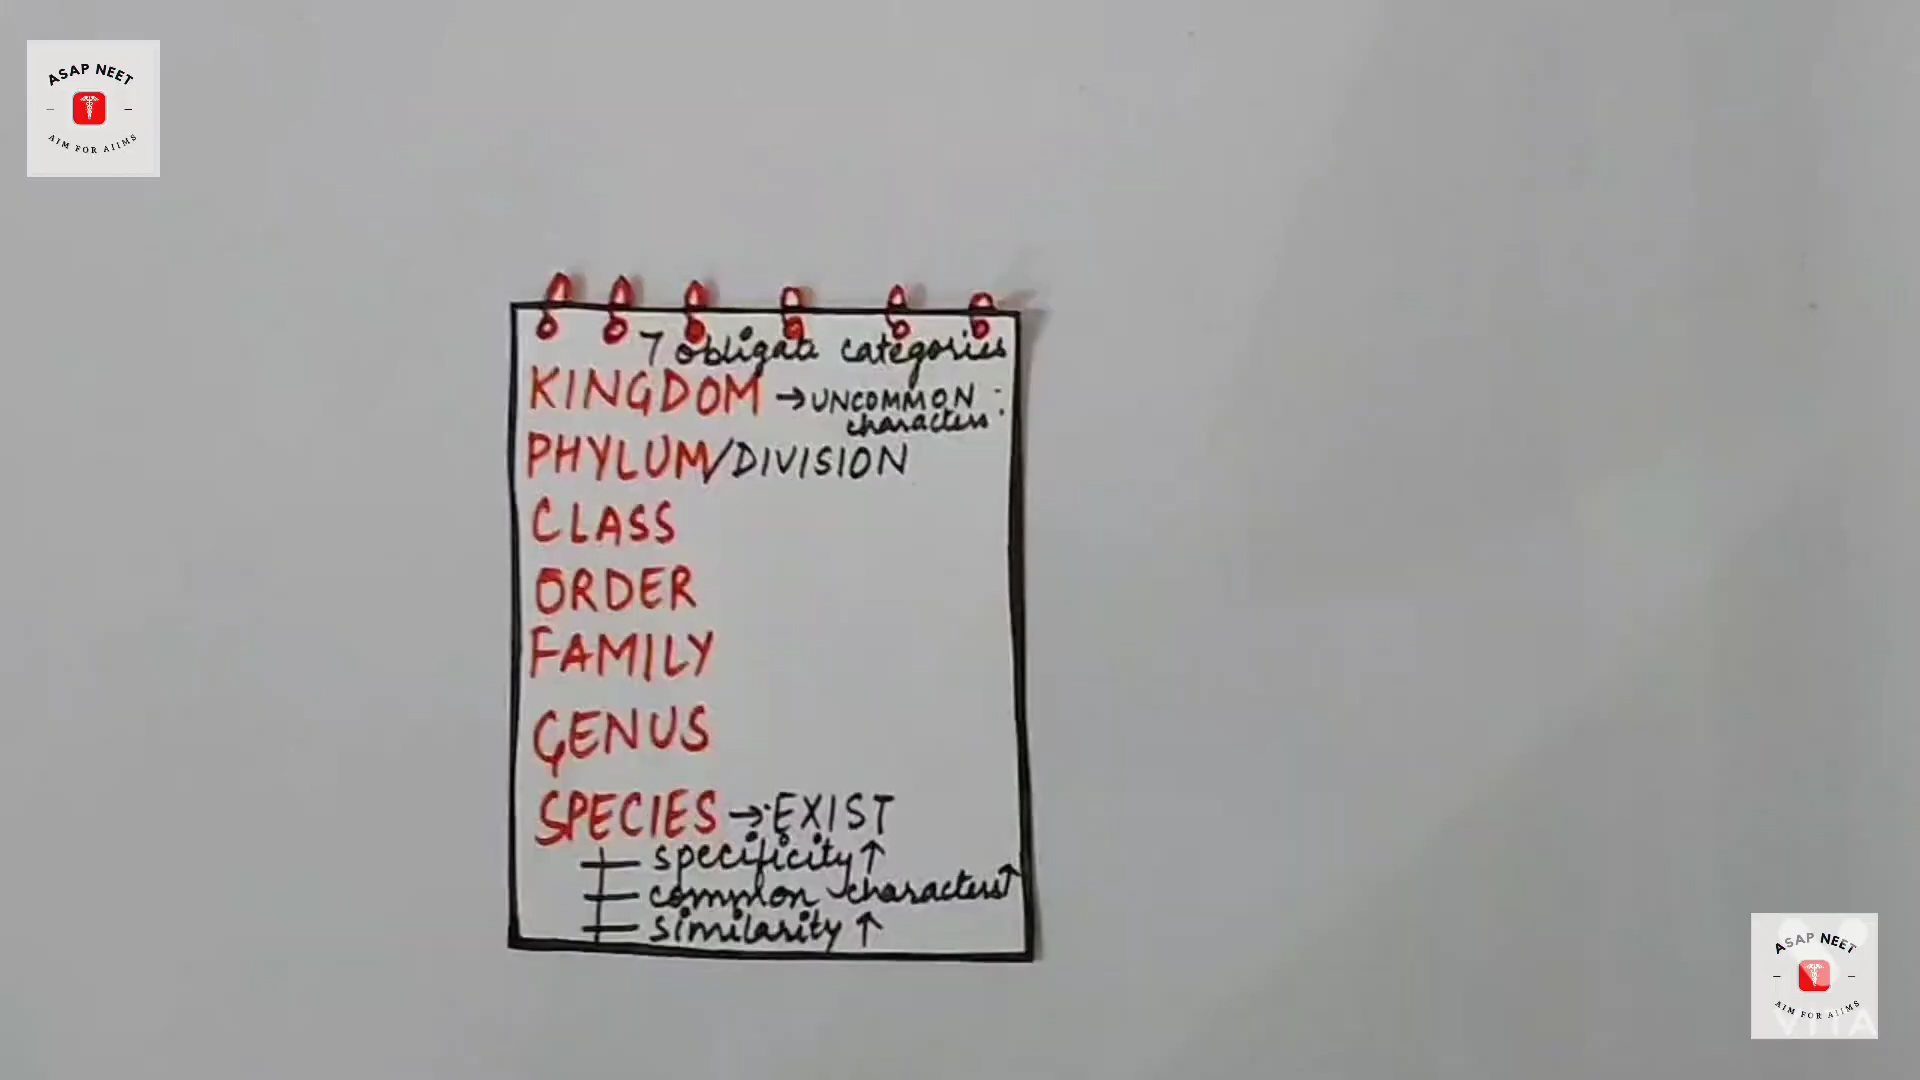 ASAP NEET
AIM FOR AIIMS
7 obligate categories
KINGDOM → UNCOMMON
characters
PHYLUM/DIVISION
CLASS
ORDER
FAMILY
GENUS
SPECIES → EXIST
specificity ↑
common characters ↑
similarity ↑
ASAP NEET
AIM FOR AIIMS
VITA